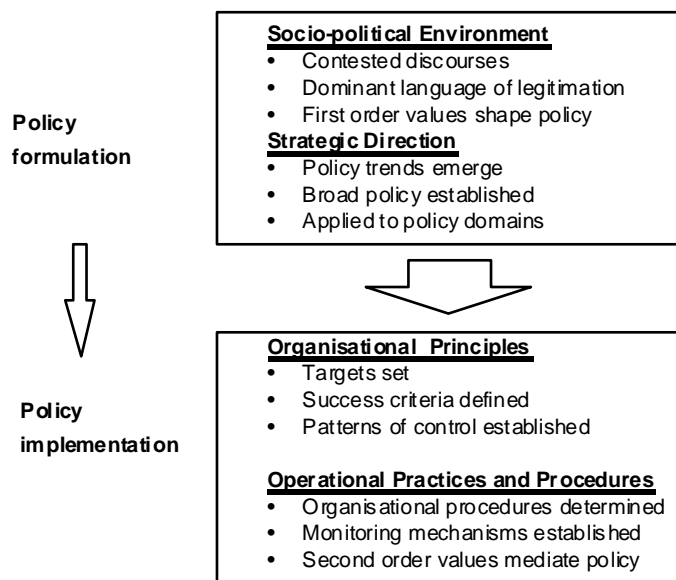 Socio-political Environment
• Contested discourses
• Dominant language of legitimation
• First order values shape policy
Policy
formulation
Strategic Direction
• Policy trends emerge
• Broad policy established
• Applied to policy domains
Organisational Principles
• Targets set
• Success criteria defined
• Patterns of control established
Policy
implementation
Operational Practices and Procedures
• Organisational procedures determined
• Monitoring mechanisms established
• Second order values mediate policy